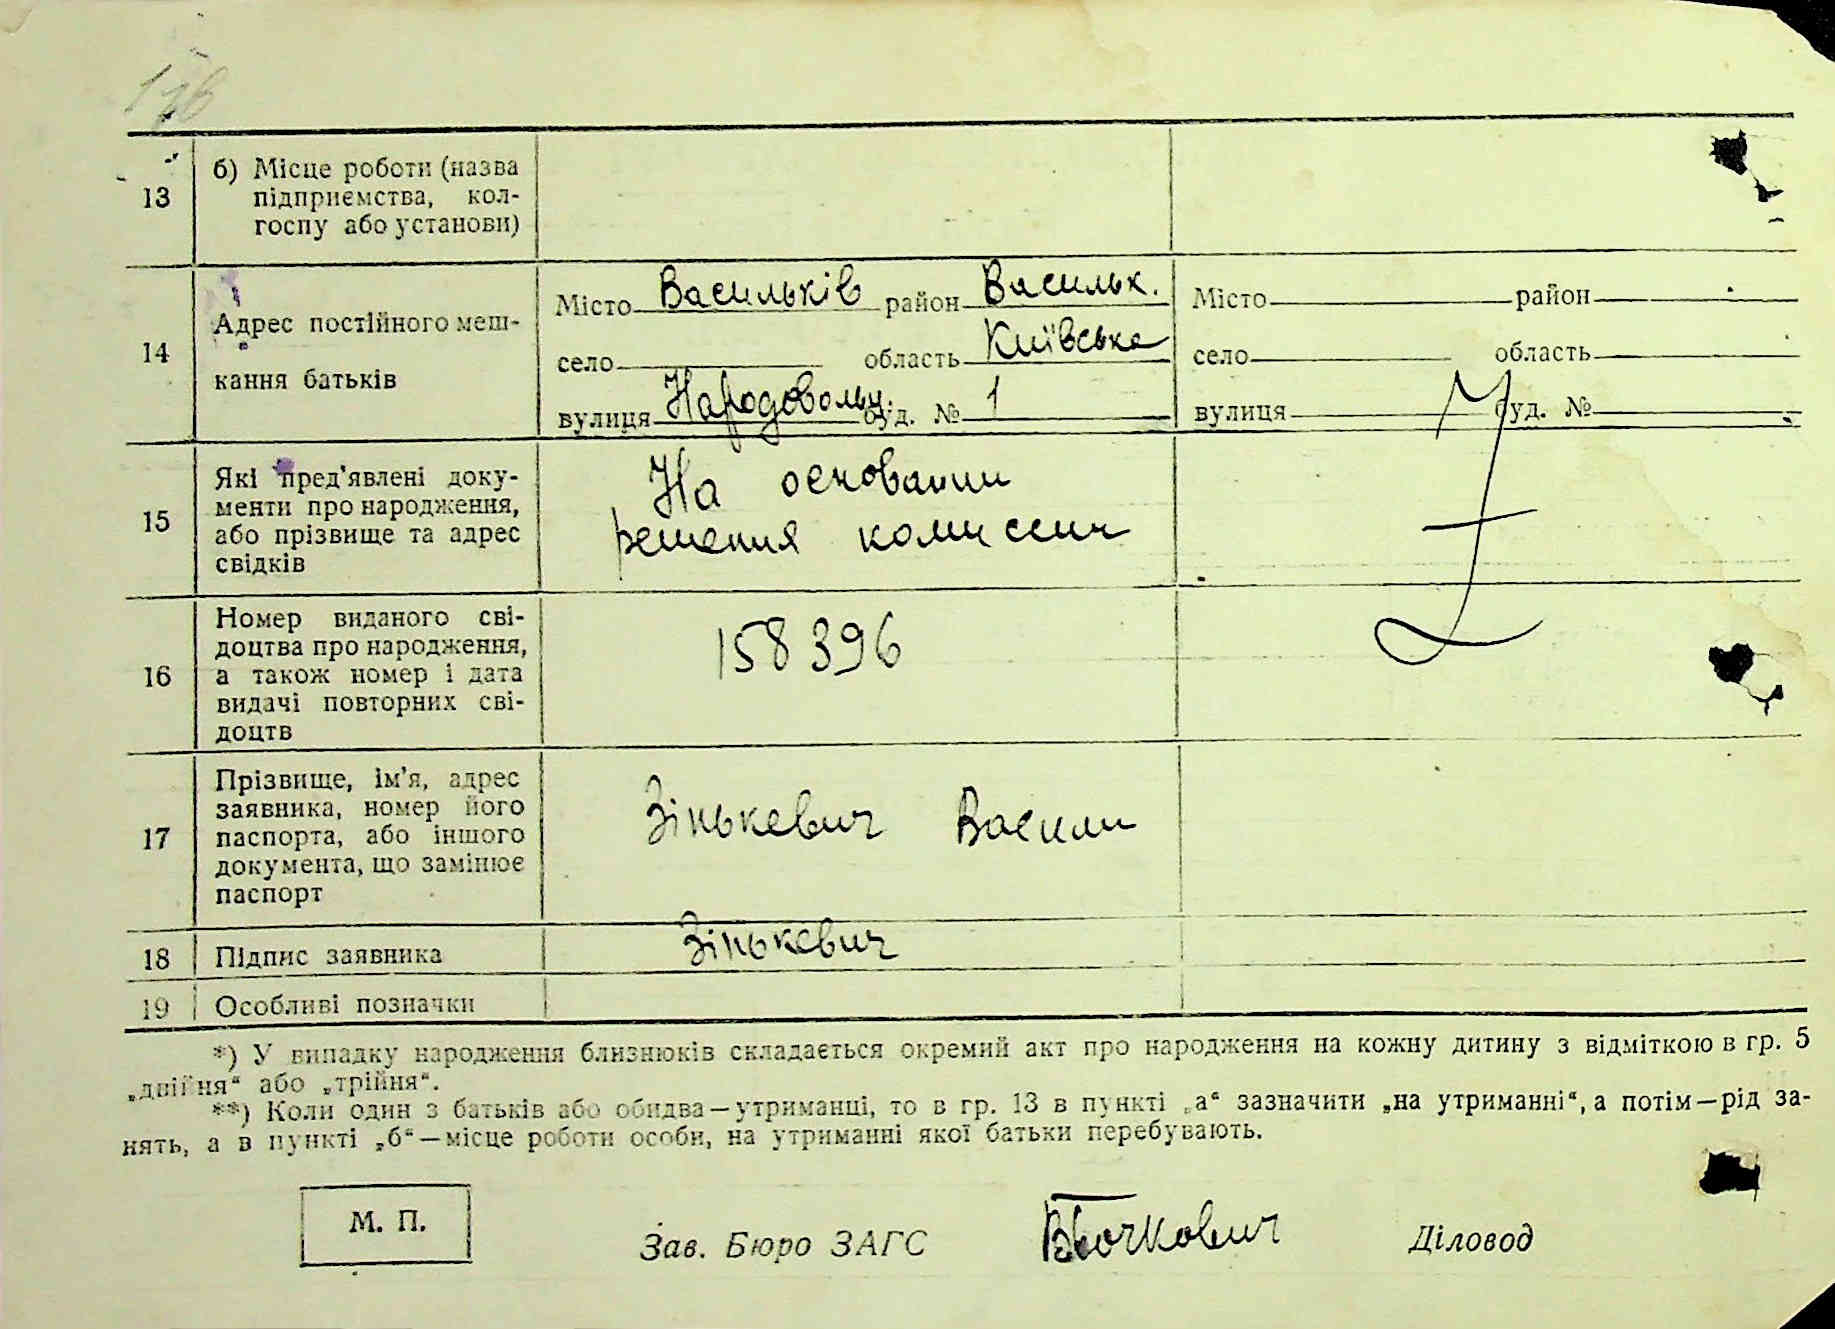 б) Місце роботи (назва
13 підприємства, кол-
госпу або установи)
14 Адрес постійного меш-
кання батьків
Місто Васильків район Васильк.
село область Київська
вулиця Народовольч. буд. № 1
Місто район
село область
вулиця буд. №
15 Які пред'явлені доку-
менти про народження,
або прізвище та адрес
свідків
На основании
решения комиссии
16 Номер виданого сві-
доцтва про народження,
а також номер і дата
видачі повторних сві-
доцтв
158396
17 Прізвище, ім'я, адрес
заявника, номер його
паспорта, або іншого
документа, що замінює
паспорт
Зінькевич Васили
18 Підпис заявника Зінькевич
19 Особливі позначки
*) У випадку народження близнюків складається окремий акт про народження на кожну дитину з відміткою в гр. 5
„двійня“ або „трійня“.
**) Коли один з батьків або обидва—утриманці, то в гр. 13 в пункті „а“ зазначити „на утриманні“, а потім—рід за-
нять, а в пункті „б“—місце роботи особи, на утриманні якої батьки перебувають.
М. П. Зав. Бюро ЗАГС Діловод